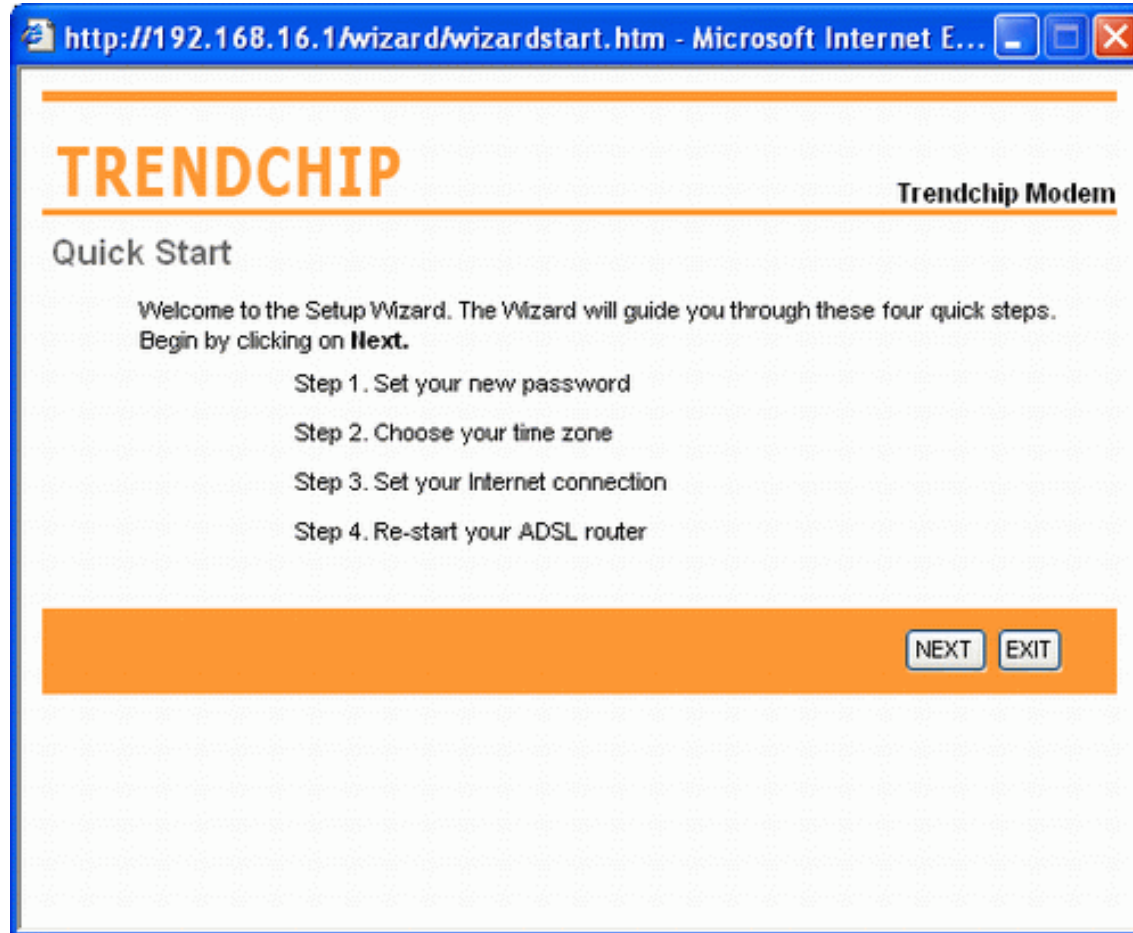 http://192.168.16.1/wizard/wizardstart.htm - Microsoft Internet E...
TRENDCHIP
Trendchip Modem
Quick Start
Welcome to the Setup Wizard. The Wizard will guide you through these four quick steps.
Begin by clicking on Next.
Step 1. Set your new password
Step 2. Choose your time zone
Step 3. Set your Internet connection
Step 4. Re-start your ADSL router
NEXT EXIT